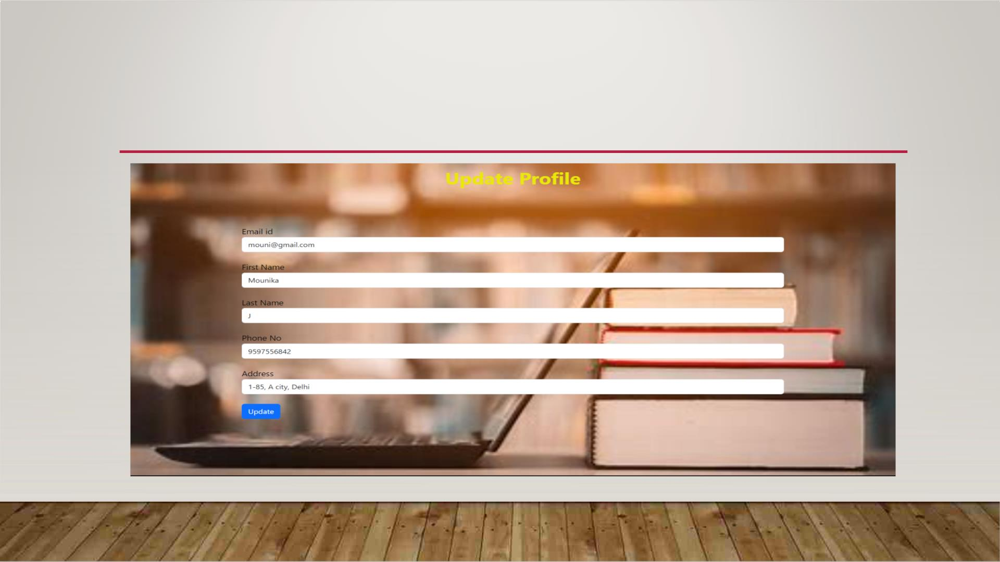 Update Profile
Email id
mouni@gmail.com
First Name
Mounika
Last Name
J
Phone No
9597556842
Address
1-85, A city, Delhi
Update